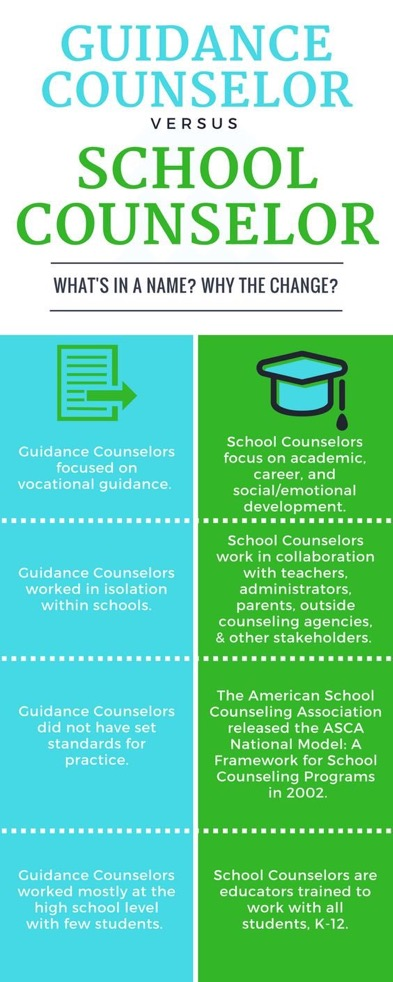 GUIDANCE
COUNSELOR
VERSUS
SCHOOL
COUNSELOR
WHAT'S IN A NAME? WHY THE CHANGE?
Guidance Counselors
focused on
vocational guidance.
School Counselors
focus on academic,
career, and
social/emotional
development.
Guidance Counselors
worked in isolation
within schools.
School Counselors
work in collaboration
with teachers,
administrators,
parents, outside
counseling agencies,
& other stakeholders.
Guidance Counselors
did not have set
standards for
practice.
The American School
Counseling Association
released the ASCA
National Model: A
Framework for School
Counseling Programs
in 2002.
Guidance Counselors
worked mostly at the
high school level
with few students.
School Counselors are
educators trained to
work with all
students, K-12.